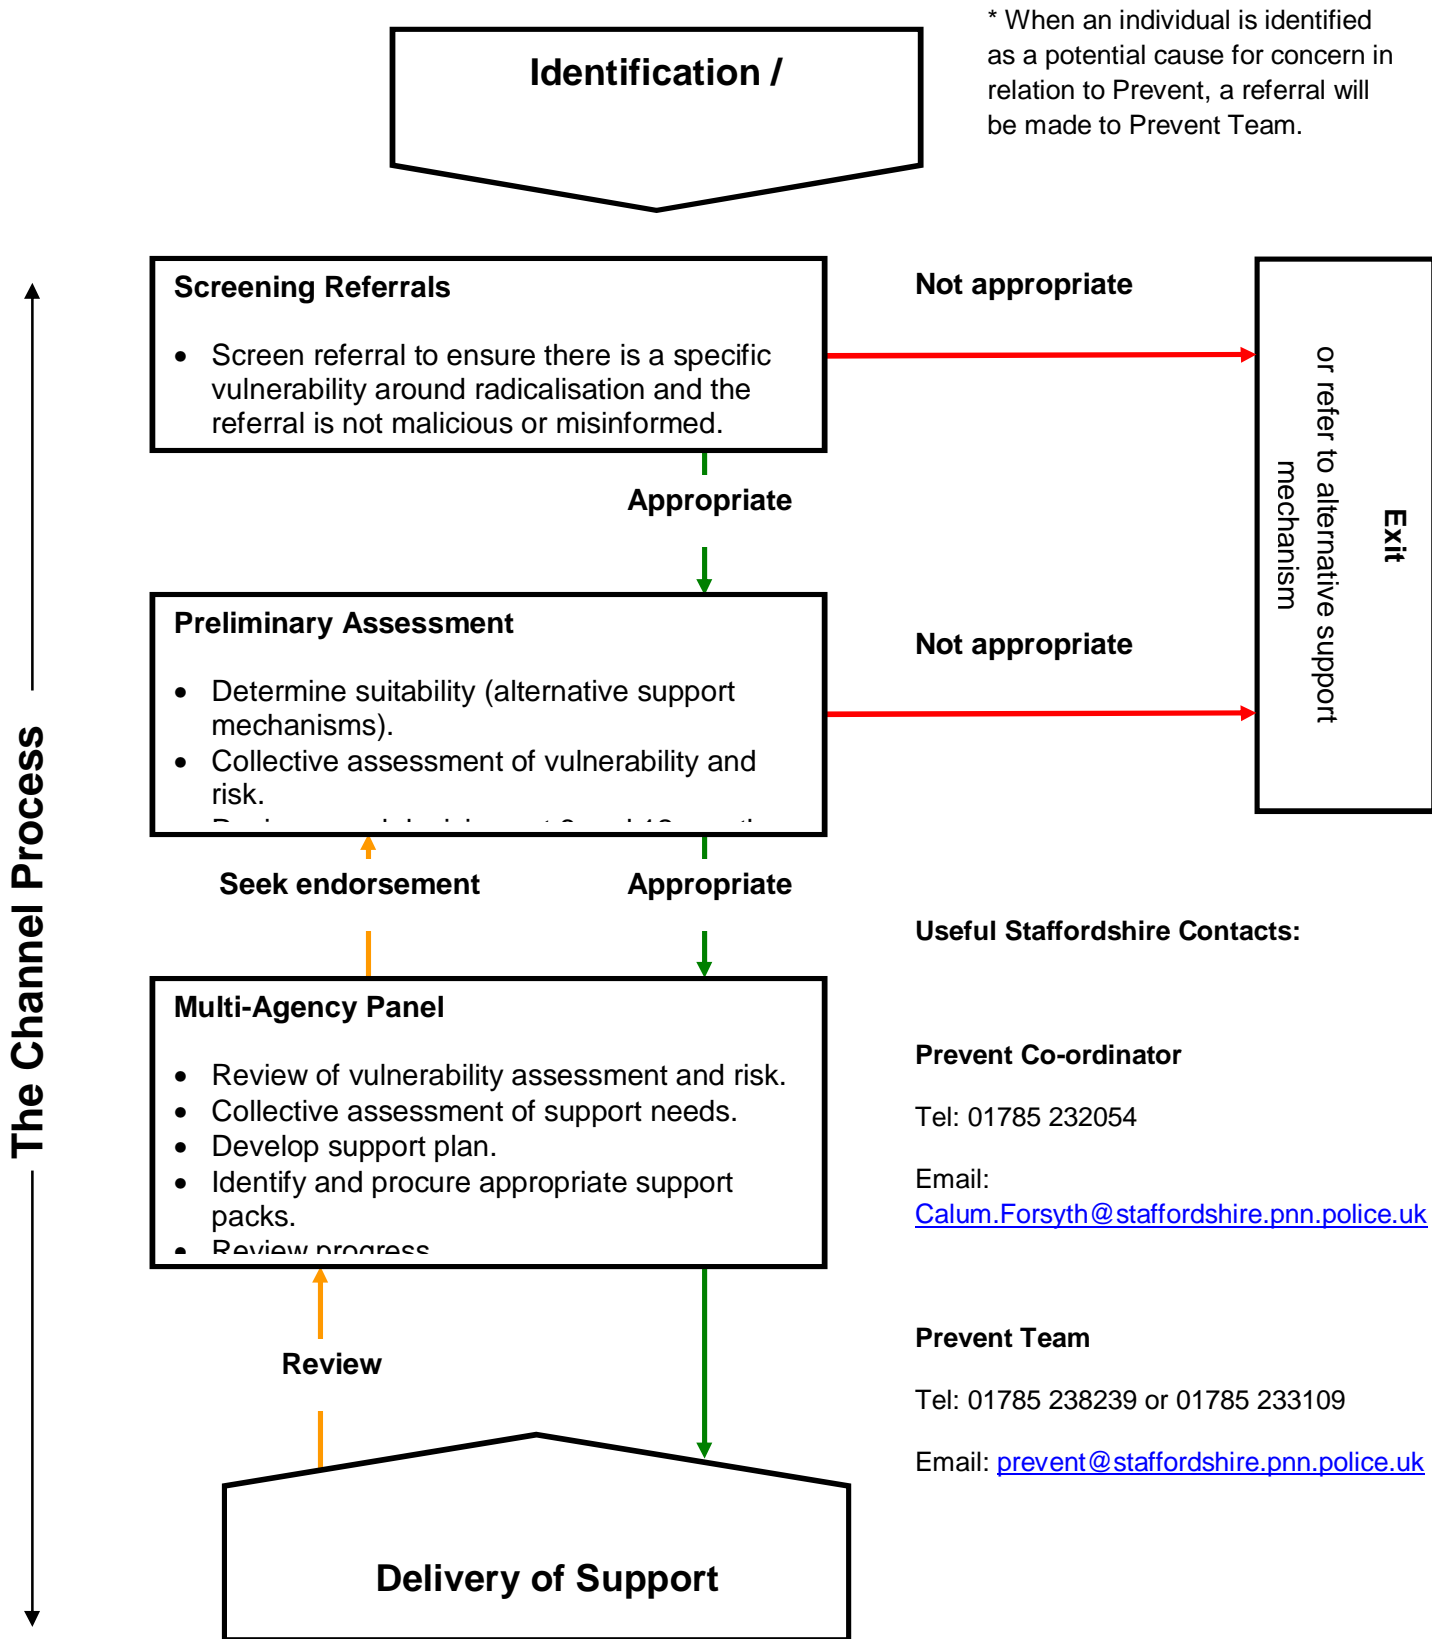 Identification /
* When an individual is identified
as a potential cause for concern in
relation to Prevent, a referral will
be made to Prevent Team.
The Channel Process
Screening Referrals
• Screen referral to ensure there is a specific
vulnerability around radicalisation and the
referral is not malicious or misinformed.
Not appropriate
Exit
or refer to alternative support
mechanism
Appropriate
Preliminary Assessment
• Determine suitability (alternative support
mechanisms).
• Collective assessment of vulnerability and
risk.
Not appropriate
Seek endorsement
Appropriate
Multi-Agency Panel
• Review of vulnerability assessment and risk.
• Collective assessment of support needs.
• Develop support plan.
• Identify and procure appropriate support
packs.
• Review progress
Review
Delivery of Support
Useful Staffordshire Contacts:
Prevent Co-ordinator
Tel: 01785 232054
Email:
Calum.Forsyth@staffordshire.pnn.police.uk
Prevent Team
Tel: 01785 238239 or 01785 233109
Email: prevent@staffordshire.pnn.police.uk